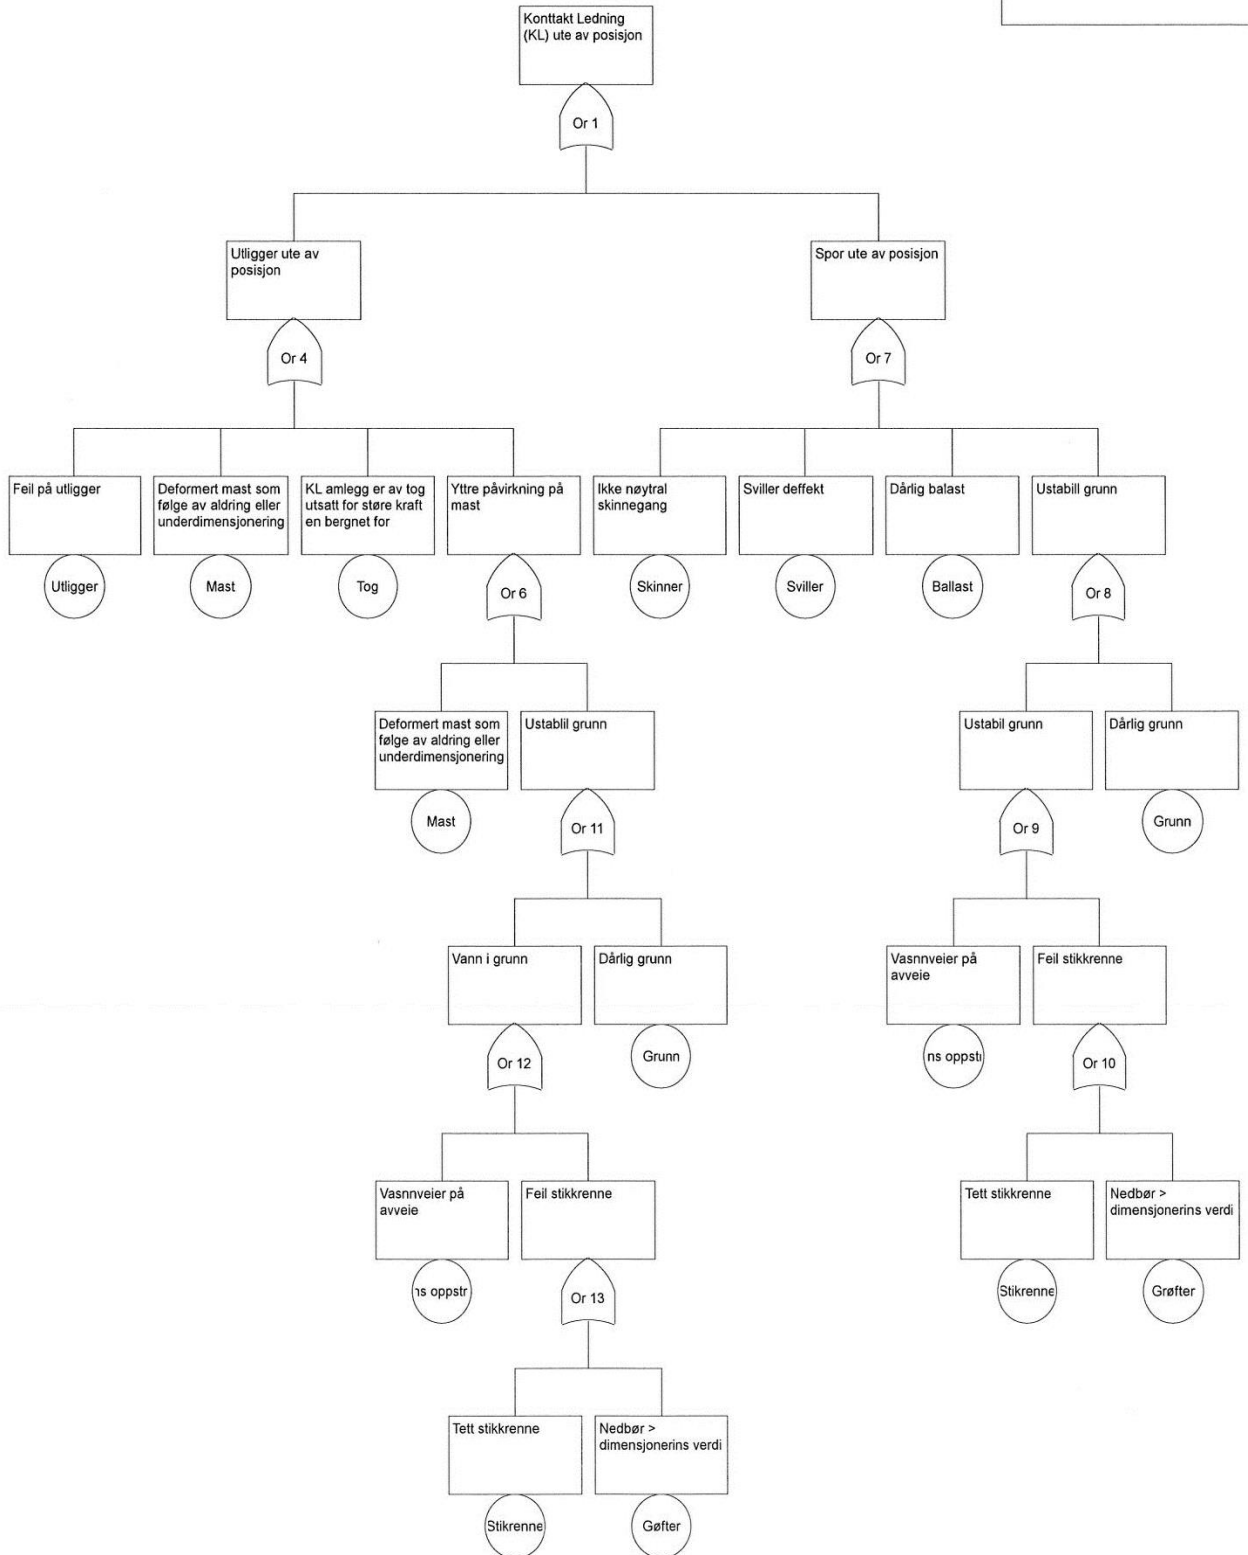 Konttakt Ledning
(KL) ute av posisjon
Or 1
Utligger ute av
posisjon
Spor ute av posisjon
Or 4
Or 7
Feil på utligger
Deformert mast som
følge av aldring eller
underdimensjonering
KL amlegg er av tog
utsatt for større kraft
en bergnet for
Yttre påvirkning på
mast
Ikke nøytral
skinnegang
Sviller deffekt
Dårlig balast
Ustabill grunn
Utligger
Mast
Tog
Or 6
Skinner
Sviller
Ballast
Or 8
Deformert mast som
følge av aldring eller
underdimensjonering
Ustablil grunn
Ustabil grunn
Dårlig grunn
Mast
Or 11
Or 9
Grunn
Vann i grunn
Dårlig grunn
Vasnnveier på
avveie
Feil stikkrenne
Or 12
Grunn
ns oppstı
Or 10
Vasnnveier på
avveie
Feil stikkrenne
Tett stikkrenne
Nedbør >
dimensjonerins verdi
ns oppstr
Or 13
Stikrenne
Grøfter
Tett stikkrenne
Nedbør >
dimensjonerins verdi
Stikrenne
Gøfter